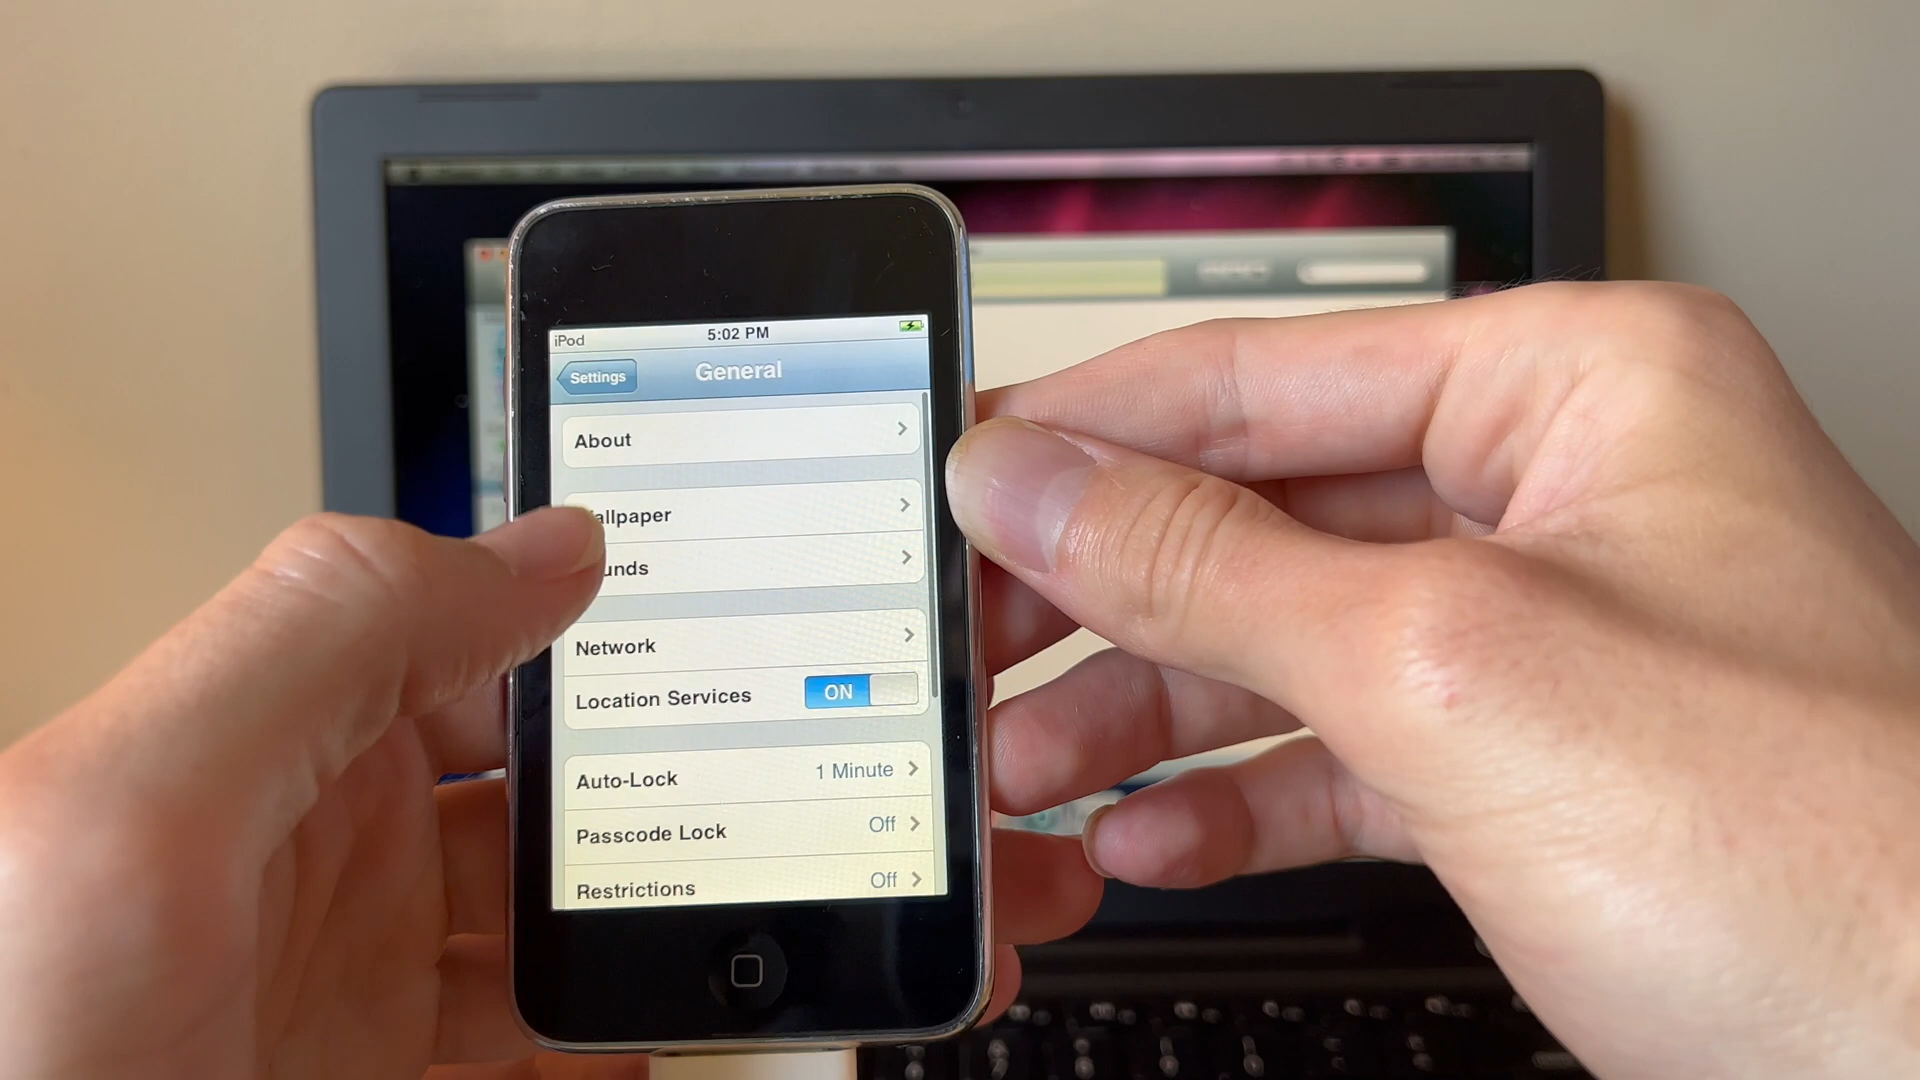 iPod 5:02 PM
Settings General
About
allpaper
unds
Network
Location Services ON
Auto-Lock 1 Minute
Passcode Lock Off
Restrictions Off